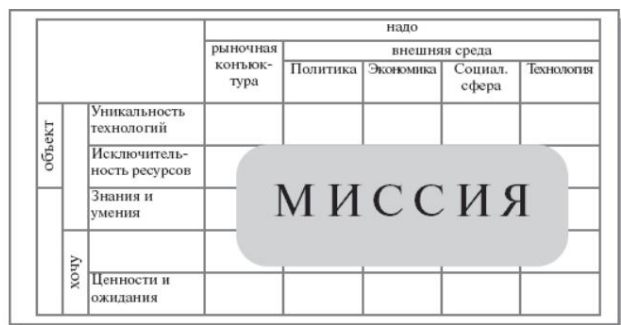 надо
рыночная
конъюк-
тура
внешняя среда
Политика Экономика Социал.
сфера
Технология
объект
Уникальность
технологий
Исключитель-
ность ресурсов
Знания и
умения
МИССИЯ
хочу
Ценности и
ожидания